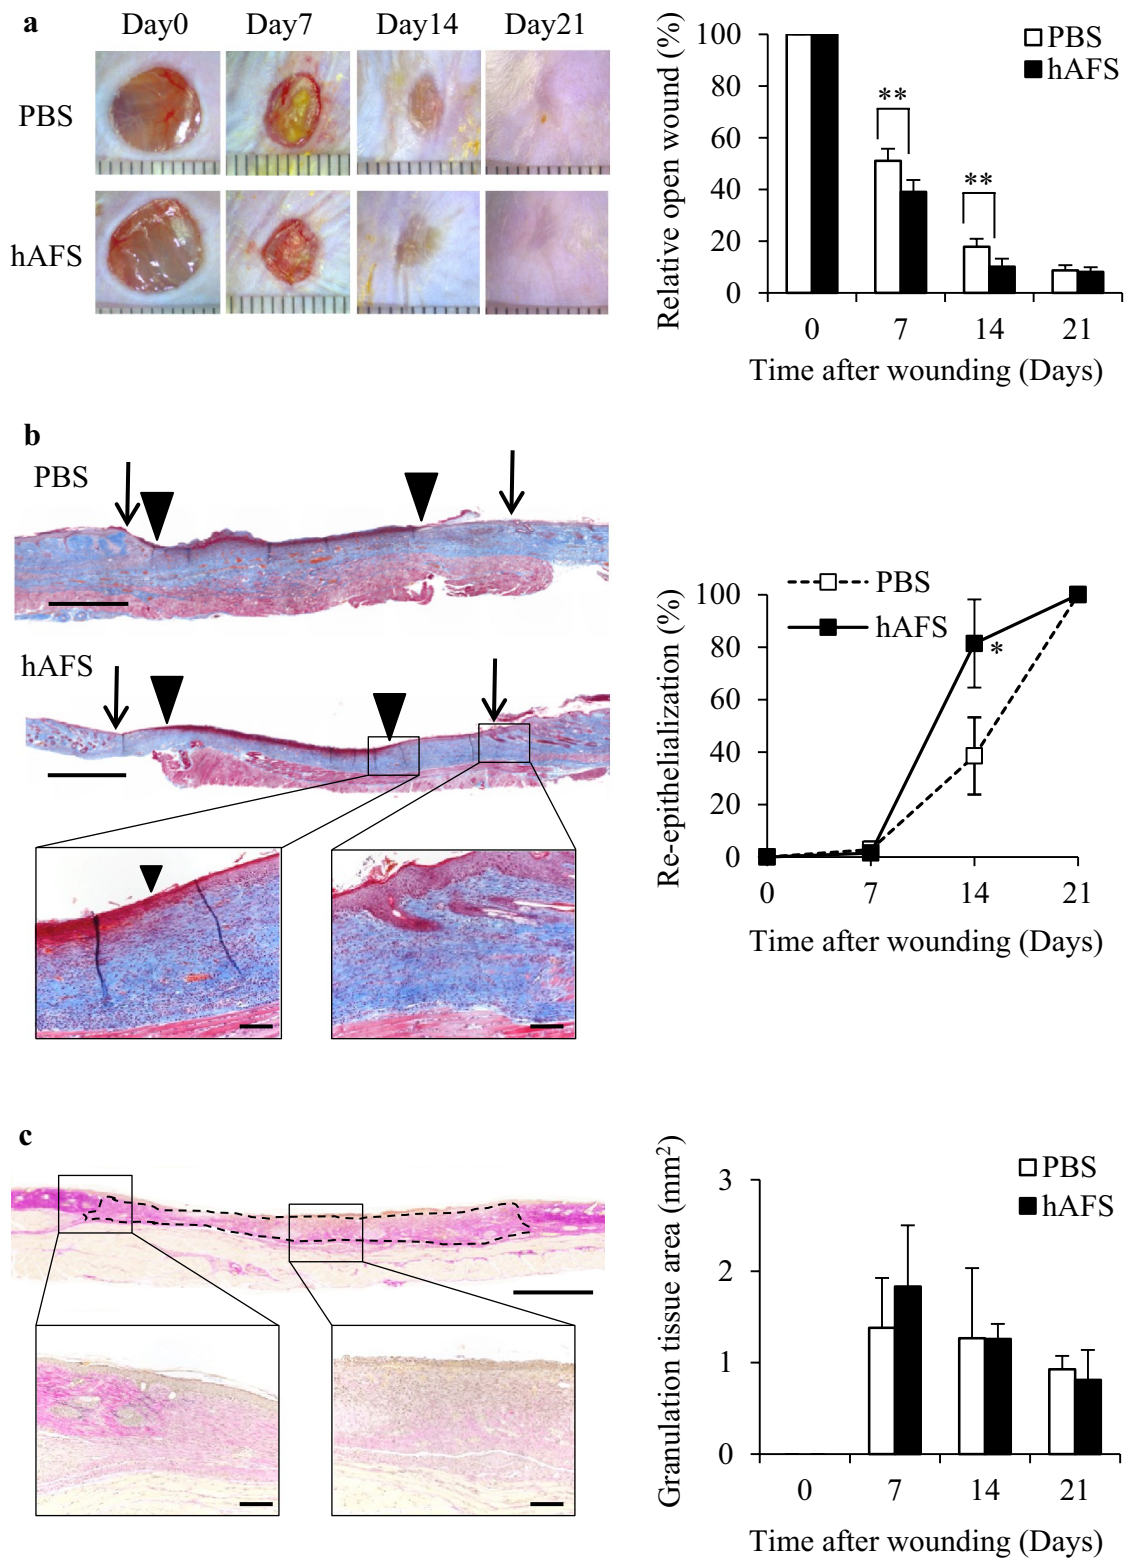 a
Day0 Day7 Day14 Day21
PBS
hAFS
Relative open wound (%)
100
80
60
40
20
0
**
**
PBS
hAFS
0 7 14 21
Time after wounding (Days)
b
PBS
hAFS
Re-epithelialization (%)
100
80
60
40
20
0
PBS
hAFS
*
0 7 14 21
Time after wounding (Days)
c
Granulation tissue area (mm²)
3
2
1
0
PBS
hAFS
0 7 14 21
Time after wounding (Days)